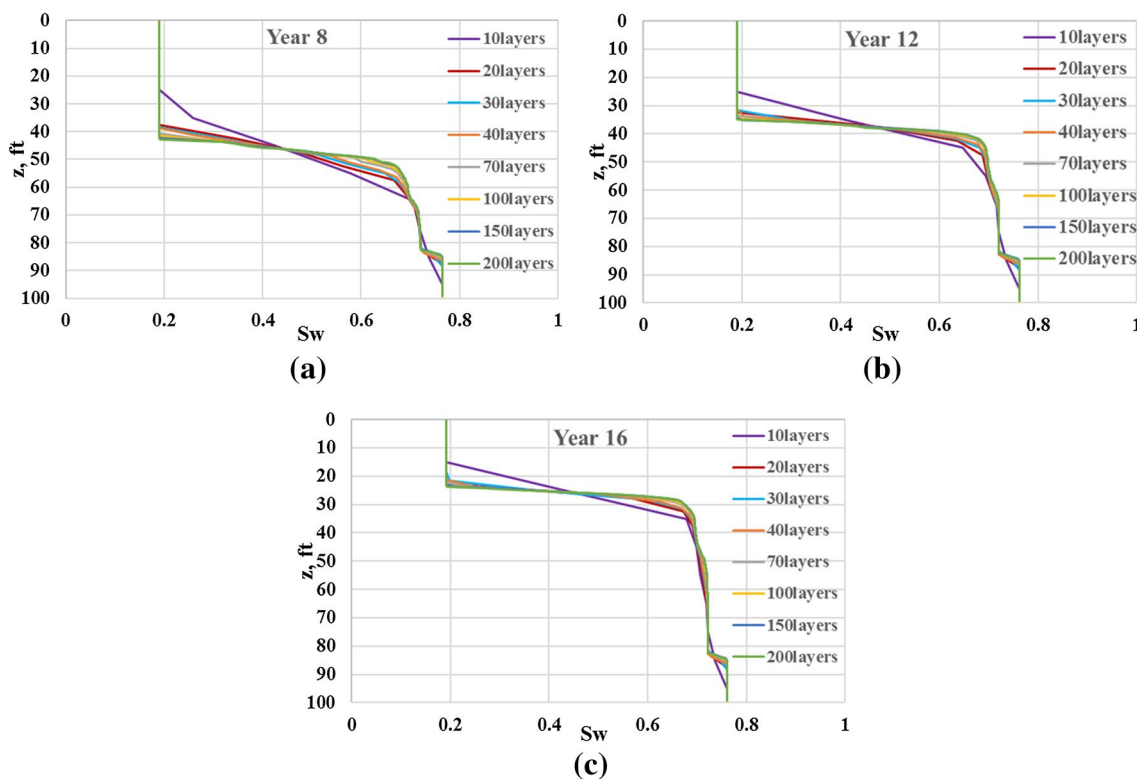 Year 8
0
10
20
30
40
50
60
70
80
90
100
z, ft
0
0.2
0.4
0.6
0.8
1
Sw
10layers
20layers
30layers
40layers
70layers
100layers
150layers
200layers
(a)
Year 12
0
10
20
30
40
50
60
70
80
90
100
z, ft
0
0.2
0.4
0.6
0.8
1
Sw
10layers
20layers
30layers
40layers
70layers
100layers
150layers
200layers
(b)
Year 16
0
10
20
30
40
50
60
70
80
90
100
z, ft
0
0.2
0.4
0.6
0.8
1
Sw
10layers
20layers
30layers
40layers
70layers
100layers
150layers
200layers
(c)